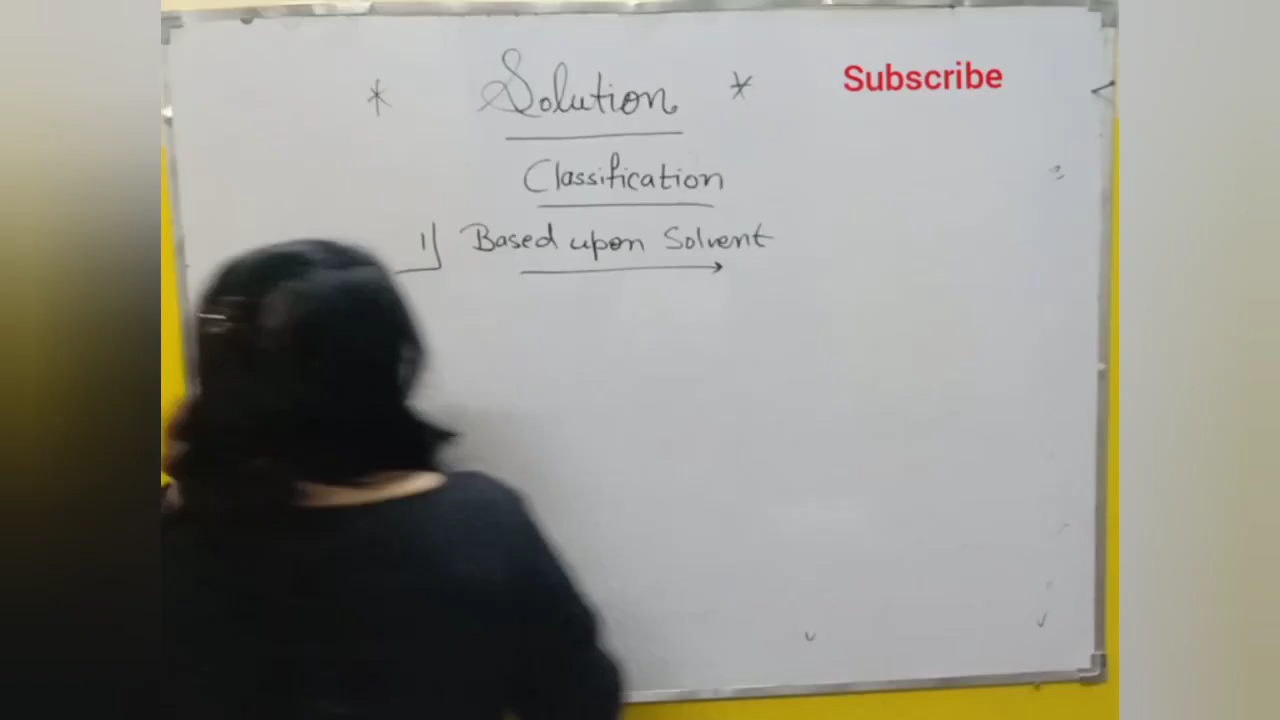 * Solution *
Subscribe
Classification
1) Based upon Solvent